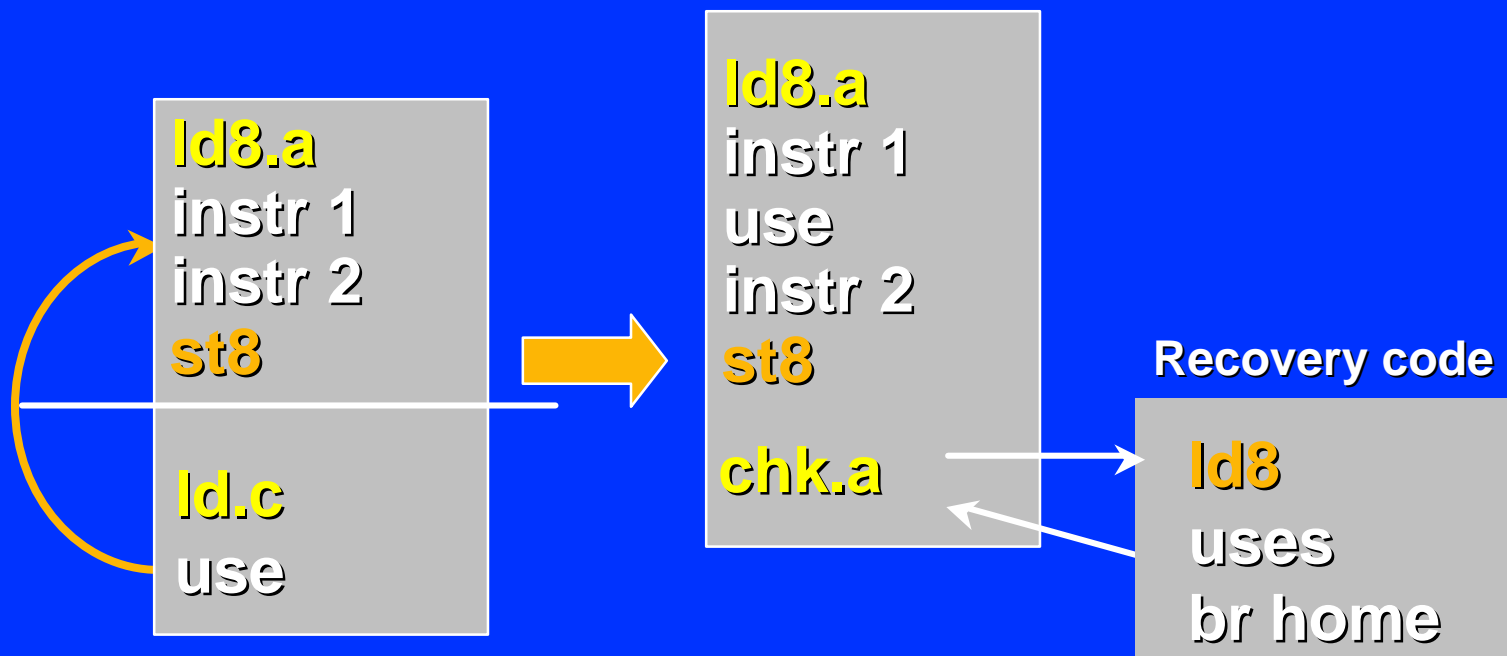 ld8.a
instr 1
instr 2
st8
ld.c
use
ld8.a
instr 1
use
instr 2
st8
chk.a
Recovery code
ld8
uses
br home